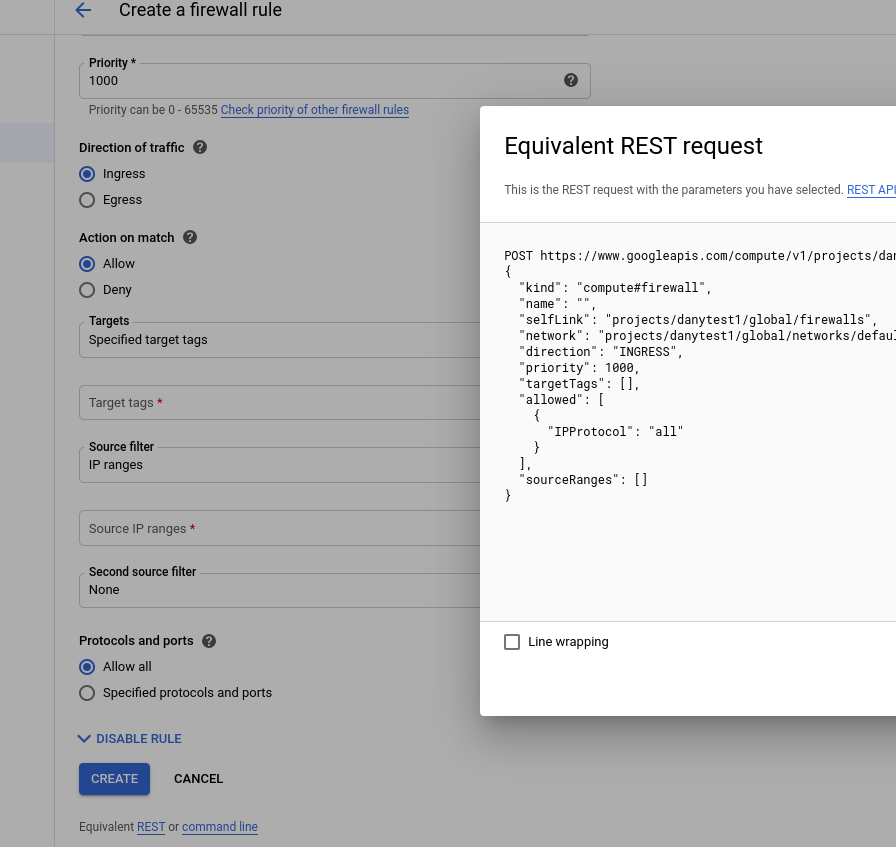 Create a firewall rule
Priority *
1000
Priority can be 0 - 65535 Check priority of other firewall rules
Direction of traffic
Ingress
Egress
Action on match
Allow
Deny
Targets
Specified target tags
Target tags *
Source filter
IP ranges
Source IP ranges *
Second source filter
None
Protocols and ports
Allow all
Specified protocols and ports
DISABLE RULE
CREATE CANCEL
Equivalent REST or command line
Equivalent REST request
This is the REST request with the parameters you have selected. REST API
POST https://www.googleapis.com/compute/v1/projects/dan
{
"kind": "compute#firewall",
"name": "",
"selfLink": "projects/danytest1/global/firewalls",
"network": "projects/danytest1/global/networks/defaul
"direction": "INGRESS",
"priority": 1000,
"targetTags": [],
"allowed": [
{
"IPProtocol": "all"
}
],
"sourceRanges": []
}
Line wrapping